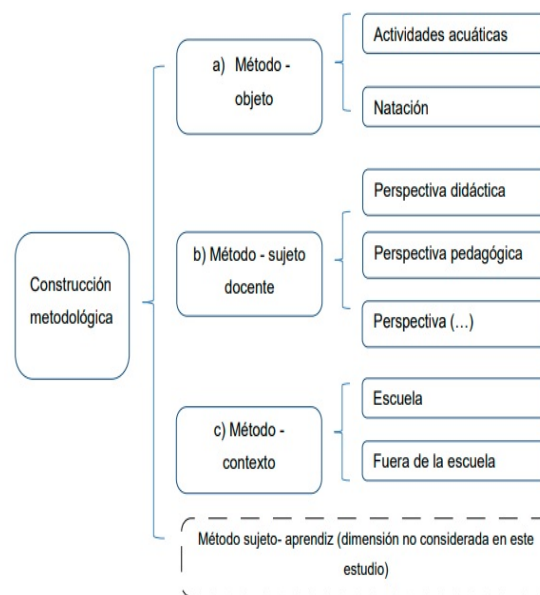 Construcción
metodológica
a) Método -
objeto
Actividades acuáticas
Natación
b) Método - sujeto
docente
Perspectiva didáctica
Perspectiva pedagógica
Perspectiva (...)
c) Método -
contexto
Escuela
Fuera de la escuela
Método sujeto- aprendiz (dimensión no considerada en este
estudio)